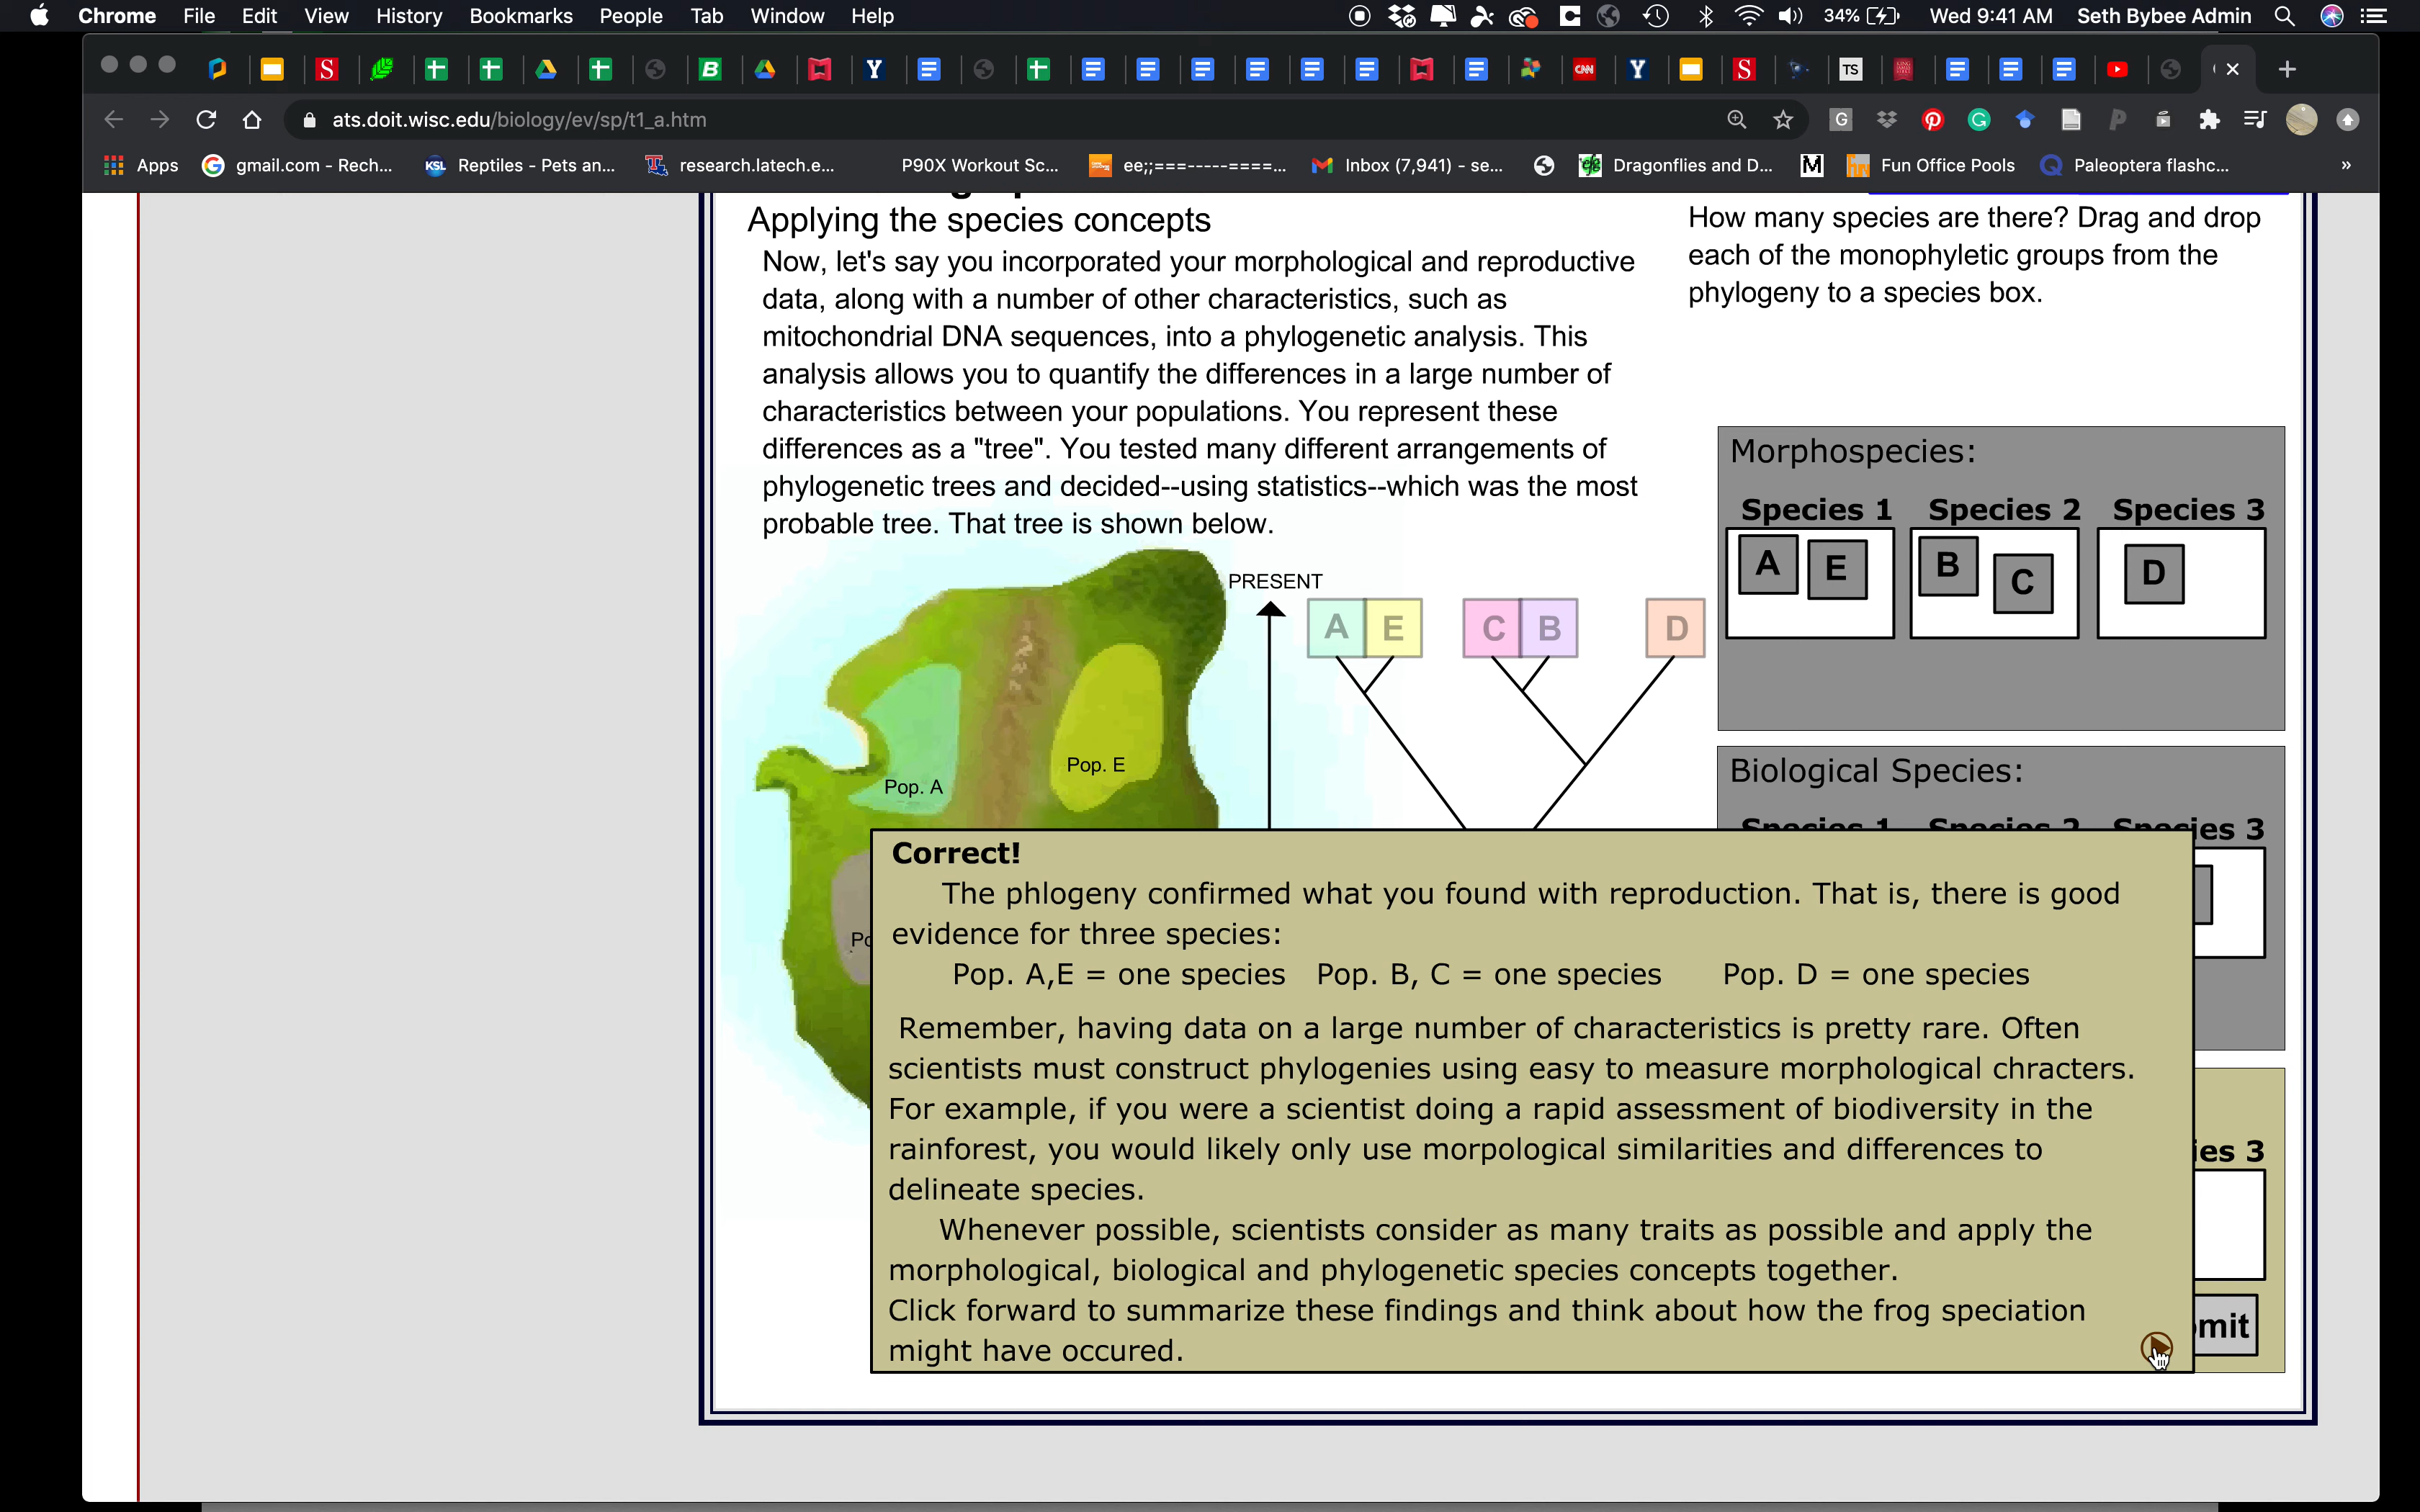 Chrome File Edit View History Bookmarks People Tab Window Help 34% Wed 9:41 AM Seth Bybee Admin
ats.doit.wisc.edu/biology/ev/sp/t1_a.htm
Apps gmail.com - Rech... Reptiles - Pets an... research.latech.e... P90X Workout Sc... ee;;===-----====... Inbox (7,941) - se... Dragonflies and D... Fun Office Pools Paleoptera flashc... »
Applying the species concepts
Now, let's say you incorporated your morphological and reproductive
data, along with a number of other characteristics, such as
mitochondrial DNA sequences, into a phylogenetic analysis. This
analysis allows you to quantify the differences in a large number of
characteristics between your populations. You represent these
differences as a "tree". You tested many different arrangements of
phylogenetic trees and decided--using statistics--which was the most
probable tree. That tree is shown below.
How many species are there? Drag and drop
each of the monophyletic groups from the
phylogeny to a species box.
Morphospecies:
Species 1 Species 2 Species 3
A E B C D
PRESENT
A E C B D
Pop. E
Pop. A
Biological Species:
Species 1 Species 2 Species 3
Correct!
The phlogeny confirmed what you found with reproduction. That is, there is good
evidence for three species:
Pop. A,E = one species Pop. B, C = one species Pop. D = one species
Remember, having data on a large number of characteristics is pretty rare. Often
scientists must construct phylogenies using easy to measure morphological chracters.
For example, if you were a scientist doing a rapid assessment of biodiversity in the
rainforest, you would likely only use morpological similarities and differences to
delineate species.
Whenever possible, scientists consider as many traits as possible and apply the
morphological, biological and phylogenetic species concepts together.
Click forward to summarize these findings and think about how the frog speciation
might have occured.
ies 3
mit